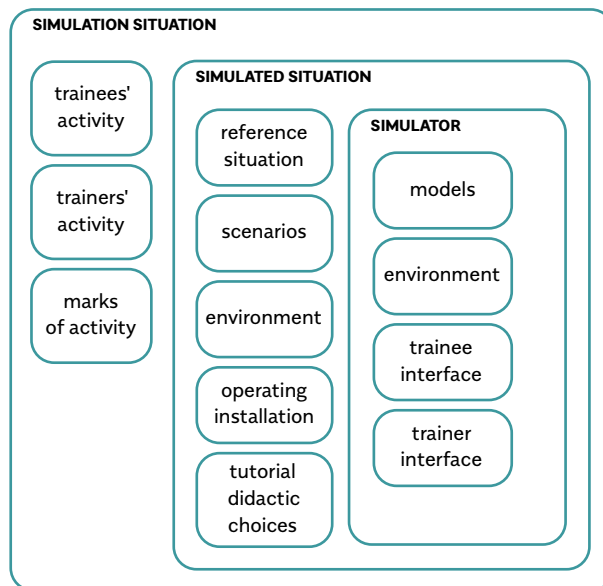 SIMULATION SITUATION
trainees'
activity
trainers'
activity
marks
of activity
SIMULATED SITUATION
reference
situation
scenarios
environment
operating
installation
tutorial
didactic
choices
SIMULATOR
models
environment
trainee
interface
trainer
interface